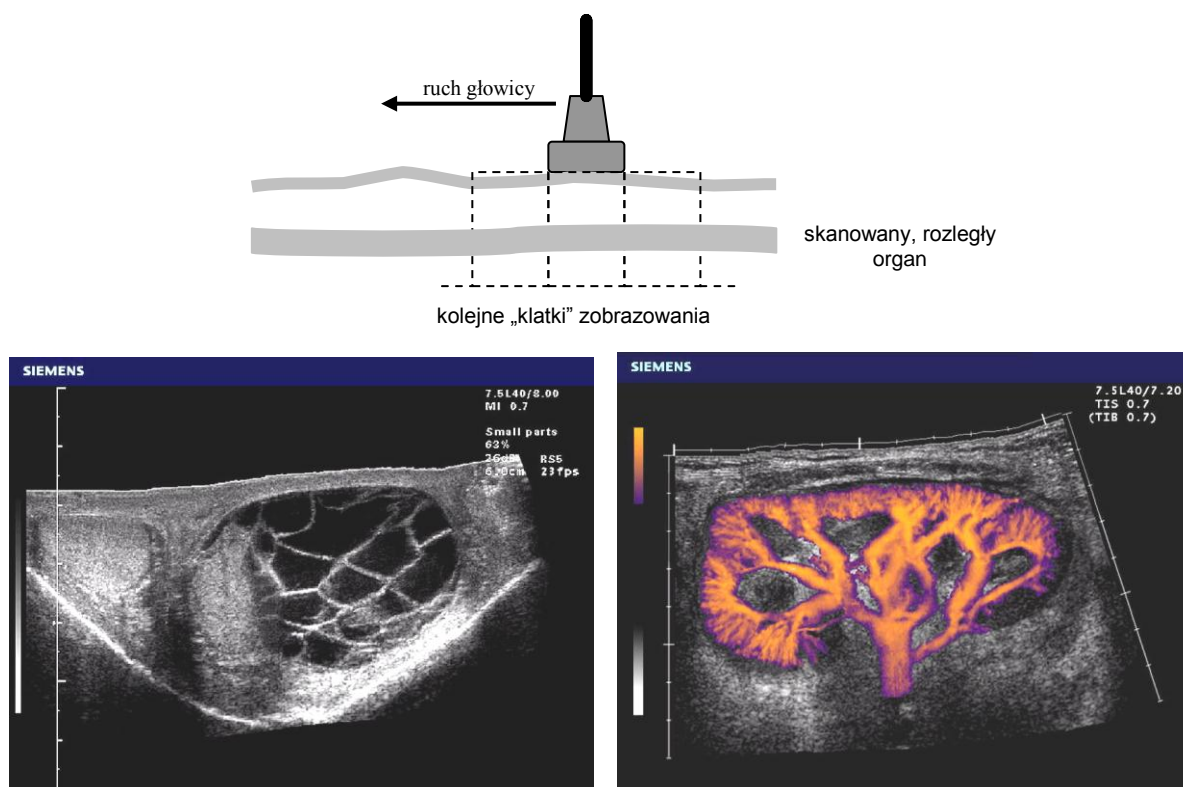 ruch głowicy
skanowany, rozległy
organ
kolejne „klatki” zobrazowania
SIEMENS
7.5L40/8.00
MI 0.7
Small parts
63%
RS5
23fps
SIEMENS
7.5L40/7.20
TIS 0.7
(TIB 0.7)